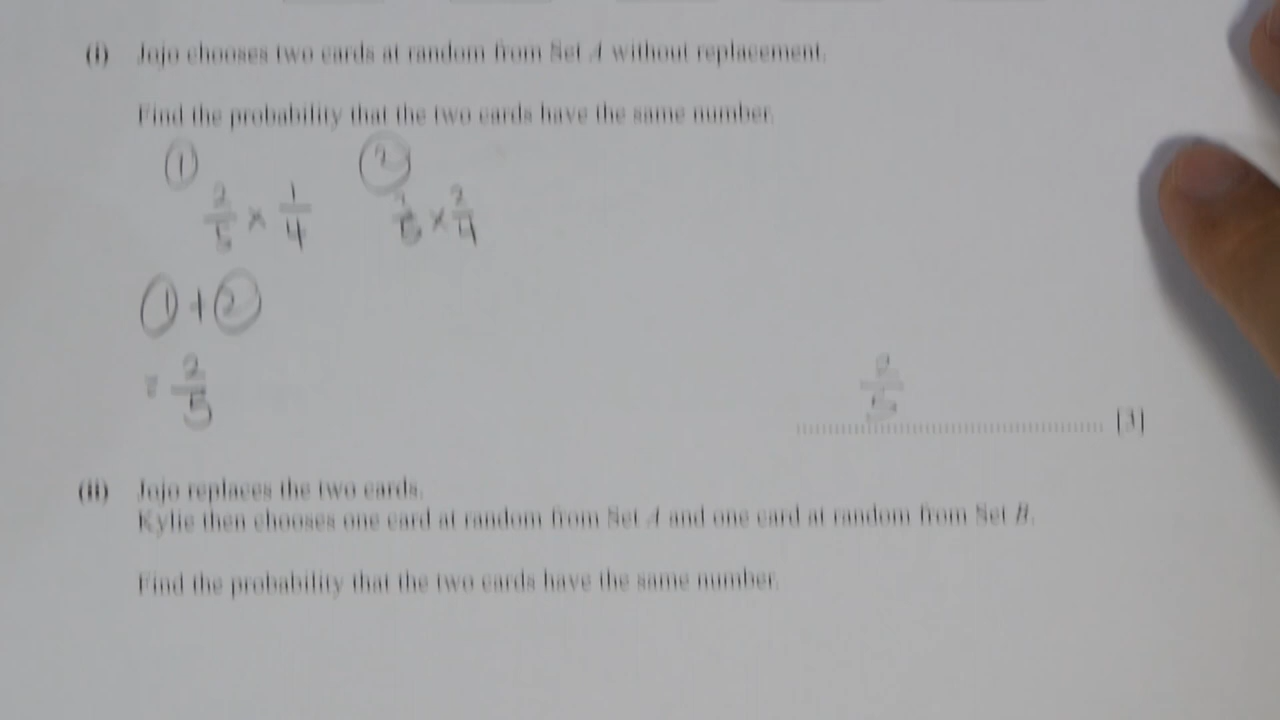 (i) Jojo chooses two cards at random from Set A without replacement.
Find the probability that the two cards have the same number.
① ②
2/5 × 1/4 3/5 × 2/4
① + ②
= 2/5
2/5
[3]
(ii) Jojo replaces the two cards.
Kylie then chooses one card at random from Set A and one card at random from Set B.
Find the probability that the two cards have the same number.